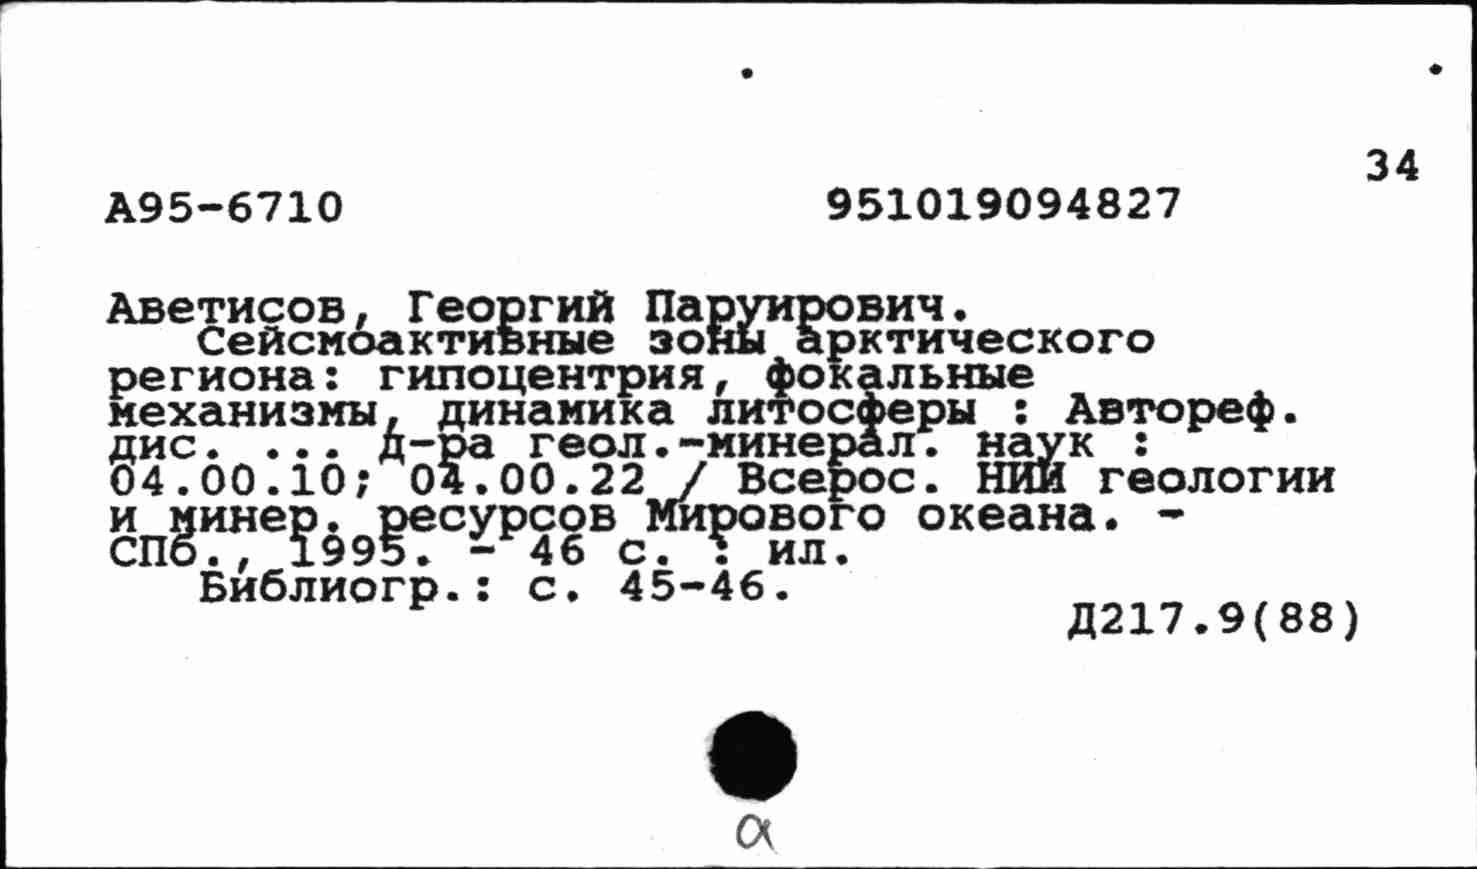 34
А95-6710 951019094827
Аветисов, Георгий Паруирович.
Сейсмоактивные зоны арктического
региона: гипоцентрия, фокальные
механизмы, динамика литосферы : Автореф.
дис. ... д-ра геол.-минерал. наук :
04.00.10; 04.00.22 / Всерос. НИИ геологии
и минер. ресурсов Мирового океана. -
СПб., 1995. - 46 с. : ил.
Библиогр.: с. 45-46.
Д217.9(88)
а